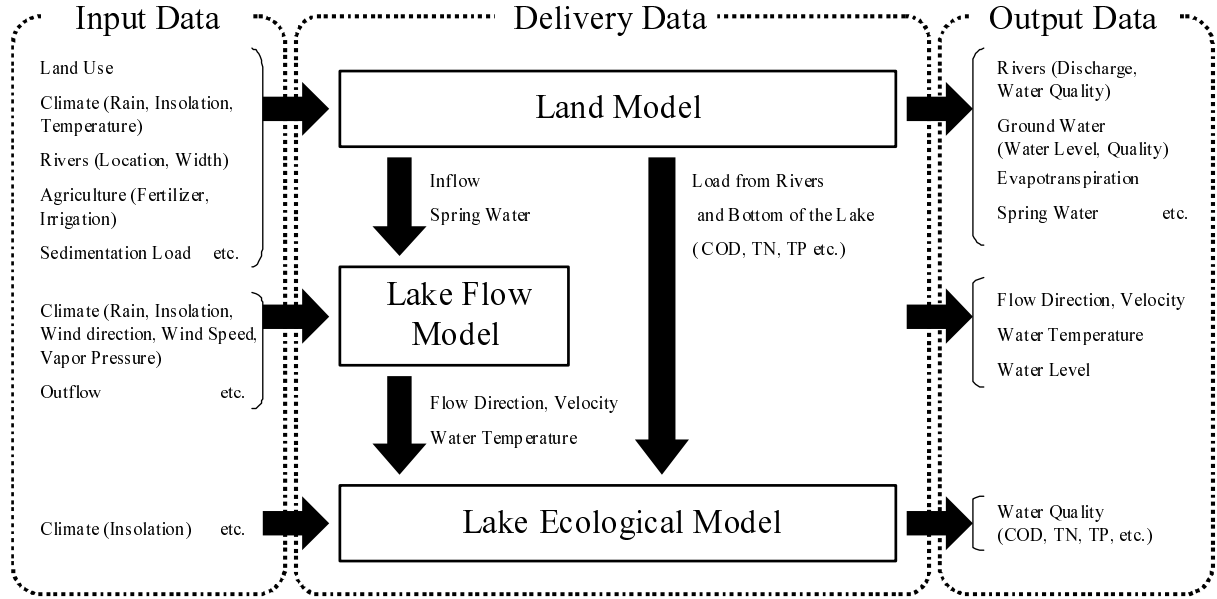 Input Data
Land Use
Climate (Rain, Insolation,
Temperature)
Rivers (Location, Width)
Agriculture (Fertilizer,
Irrigation)
Sedimentation Load etc.
Climate (Rain, Insolation,
Wind direction, Wind Speed,
Vapor Pressure)
Outflow etc.
Climate (Insolation) etc.
Delivery Data
Land Model
Inflow
Spring Water
Load from Rivers
and Bottom of the Lake
(COD, TN, TP etc.)
Lake Flow
Model
Flow Direction, Velocity
Water Temperature
Lake Ecological Model
Output Data
Rivers (Discharge,
Water Quality)
Ground Water
(Water Level, Quality)
Evapotranspiration
Spring Water etc.
Flow Direction, Velocity
Water Temperature
Water Level
Water Quality
(COD, TN, TP, etc.)